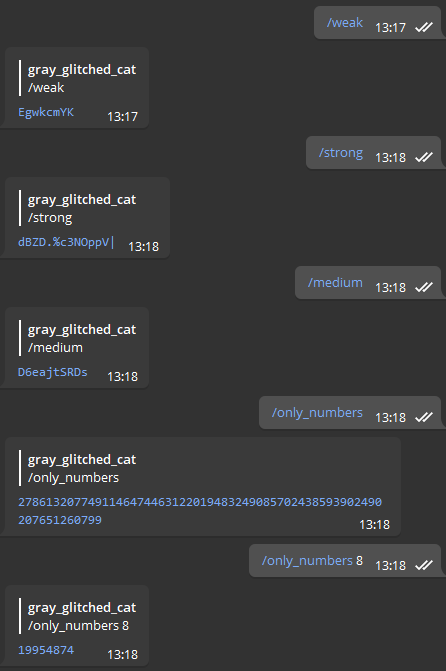 /weak 13:17
gray_glitched_cat
/weak
EgwkcmYK 13:17
/strong 13:18
gray_glitched_cat
/strong
dBZD.%c3NOppV| 13:18
/medium 13:18
gray_glitched_cat
/medium
D6eajtSRDs 13:18
/only_numbers 13:18
gray_glitched_cat
/only_numbers
2786132077491146474463122019483249085702438593902490
207651260799 13:18
/only_numbers 8 13:18
gray_glitched_cat
/only_numbers 8
19954874 13:18